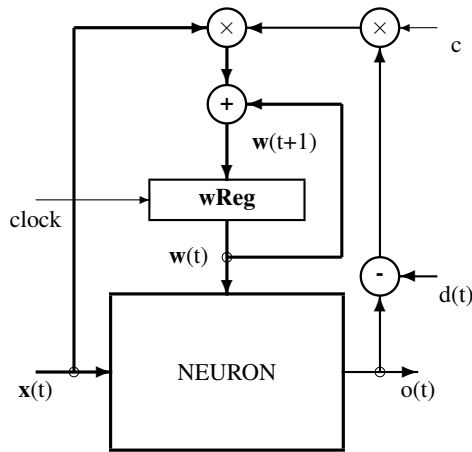 ×
×
c
+
w(t+1)
wReg
clock
w(t)
-
d(t)
NEURON
x(t)
o(t)